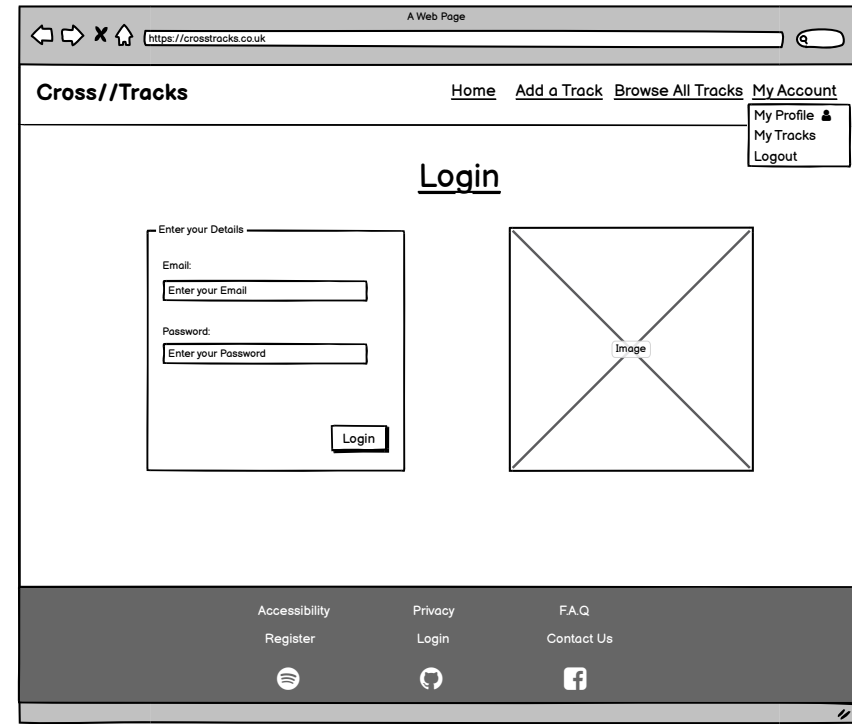 A Web Page
https://crosstracks.co.uk
Cross//Tracks
Home Add a Track Browse All Tracks My Account
My Profile
My Tracks
Logout
Login
Enter your Details
Email:
Enter your Email
Password:
Enter your Password
Login
Image
Accessibility Privacy F.A.Q
Register Login Contact Us